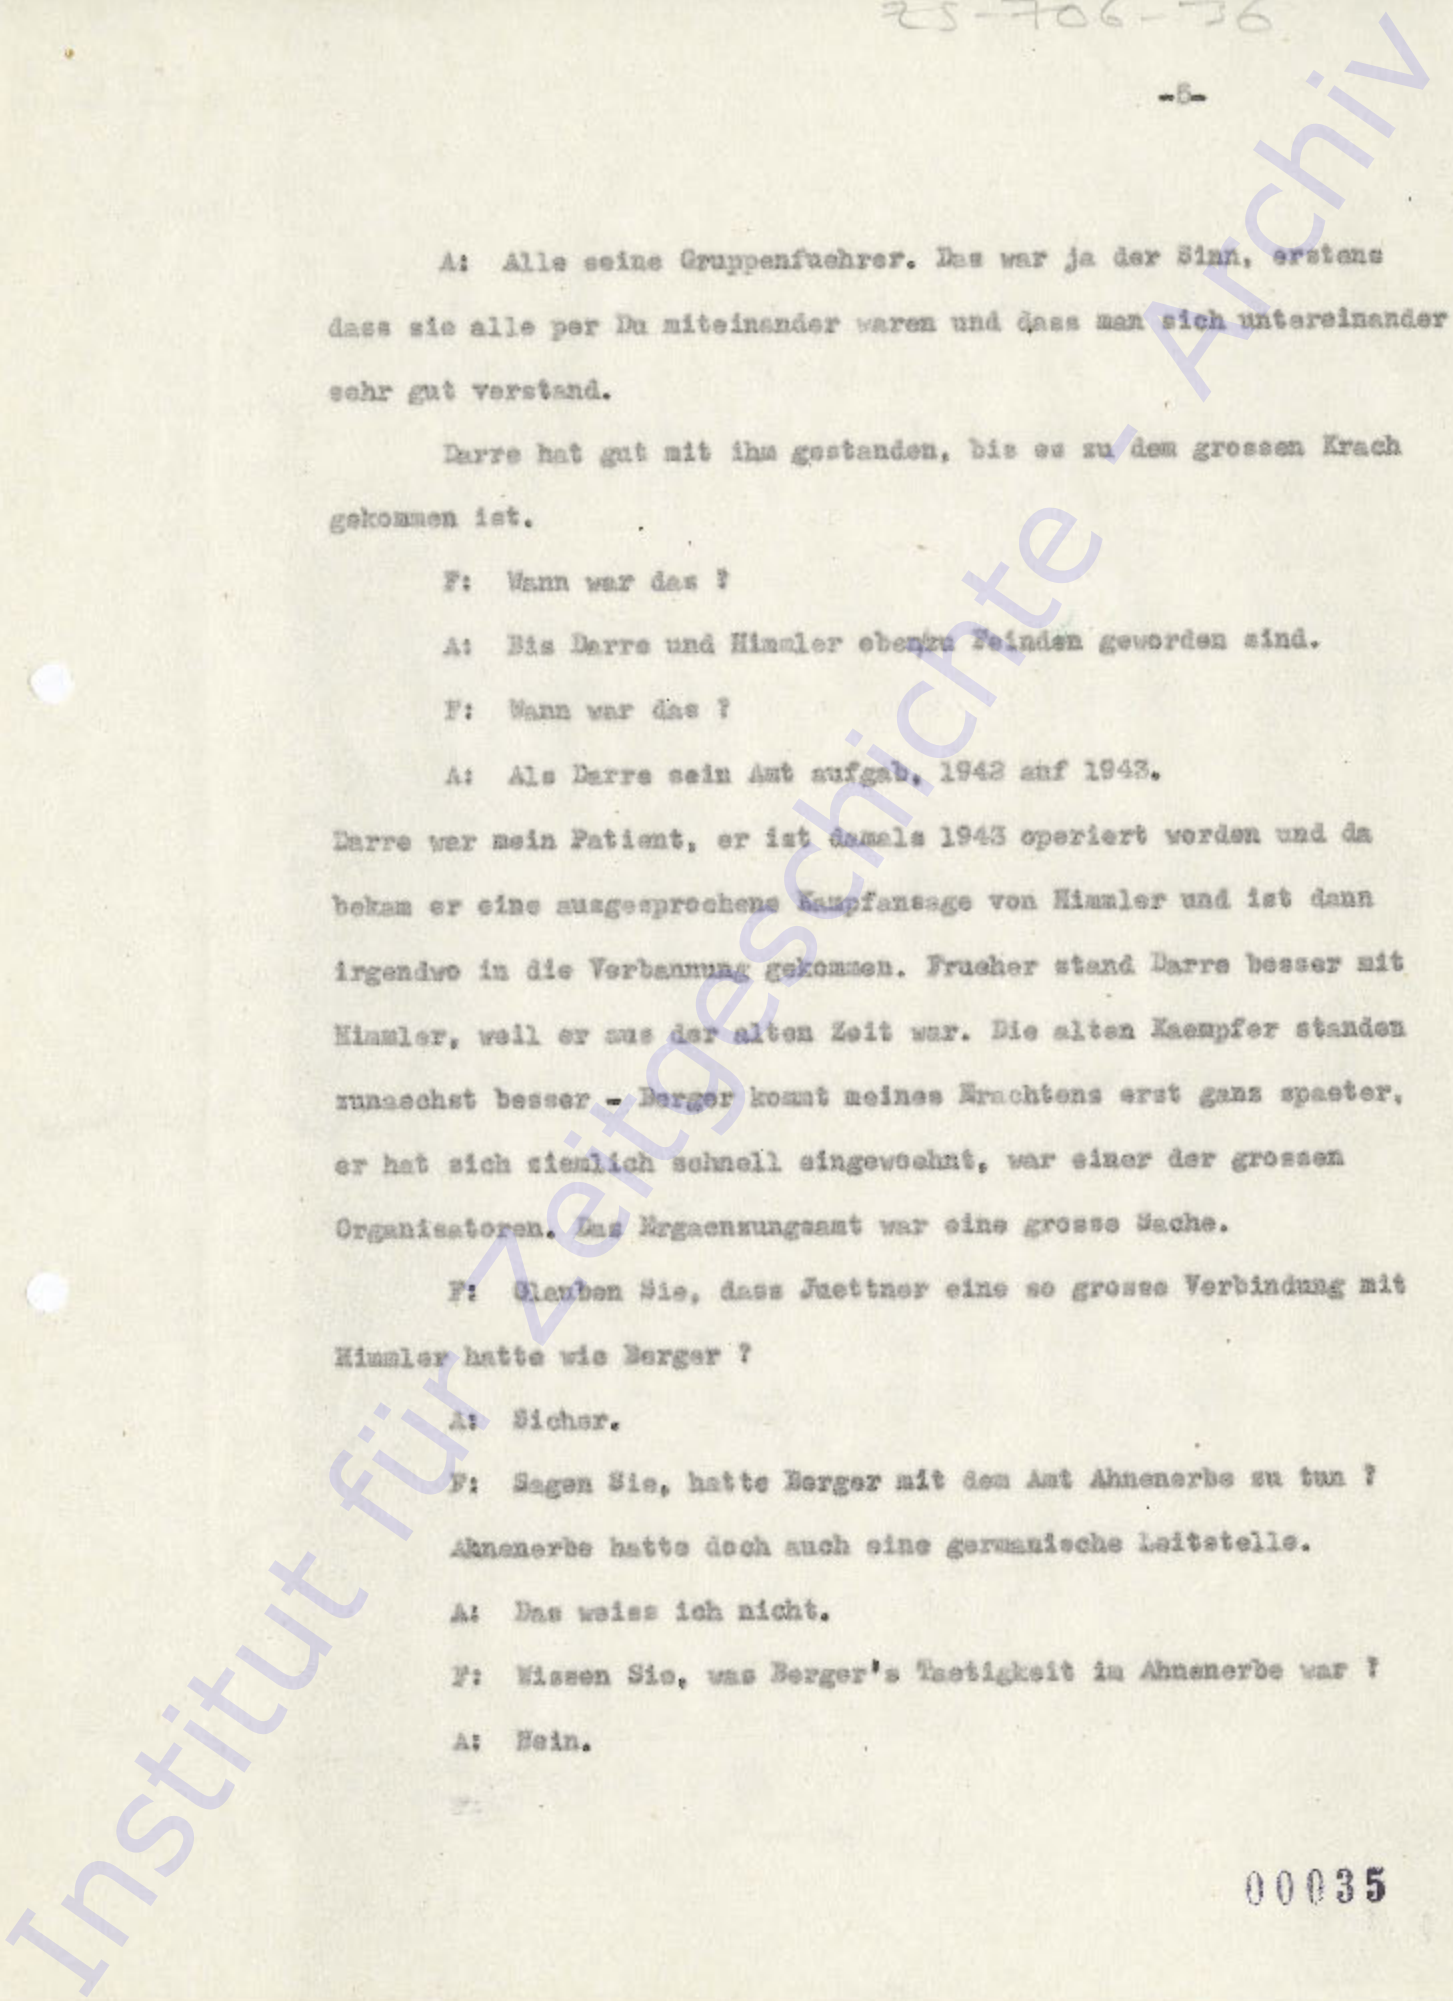 ZS-706-36
-5-
A: Alle seine Gruppenfuehrer. Das war ja der Sinn, erstens
dass sie alle per Du miteinander waren und dass man sich untereinander
sehr gut verstand.
Darre hat gut mit ihm gestanden, bis es zu dem grossen Krach
gekommen ist.
F: Wann war das ?
A: Bis Darre und Himmler eben/zu Feinden geworden sind.
F: Wann war das ?
A: Als Darre sein Amt aufgab, 1942 auf 1943.
Darre war mein Patient, er ist damals 1943 operiert worden und da
bekam er eine ausgesprochene Kampfansage von Himmler und ist dann
irgendwo in die Verbannung gekommen. Frueher stand Darre besser mit
Himmler, weil er aus der alten Zeit war. Die alten Kaempfer standen
zunaechst besser - Berger kommt meines Erachtens erst ganz spaeter,
er hat sich ziemlich schnell eingewoehnt, war einer der grossen
Organisatoren. Das Ergaenzungsamt war eine grosse Sache.
F: Glauben Sie, dass Juettner eine so grosse Verbindung mit
Himmler hatte wie Berger ?
A: Sicher.
F: Sagen Sie, hatte Berger mit dem Amt Ahnenerbe zu tun ?
Ahnenerbe hatte doch auch eine germanische Leitstelle.
A: Das weiss ich nicht.
F: Wissen Sie, was Berger's Taetigkeit im Ahnenerbe war ?
A: Nein.
00035
Institut für Zeitgeschichte - Archiv